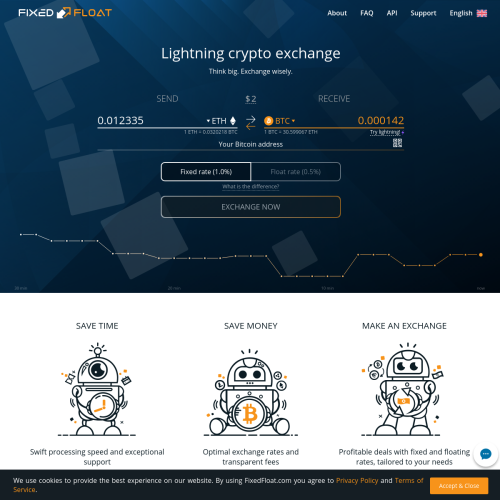 FIXED FLOAT
About FAQ API Support English
Lightning crypto exchange
Think big. Exchange wisely.
SEND $ 2 RECEIVE
0.012335 ETH BTC 0.000142
1 ETH = 0.0320218 BTC 1 BTC = 30.599067 ETH Try lightning!
Your Bitcoin address
Fixed rate (1.0%) Float rate (0.5%)
What is the difference?
EXCHANGE NOW
now
SAVE TIME SAVE MONEY MAKE AN EXCHANGE
Swift processing speed and exceptional support
Optimal exchange rates and transparent fees
Profitable deals with fixed and floating rates, tailored to your needs
We use cookies to provide the best experience on our website. By using FixedFloat.com you agree to Privacy Policy and Terms of
Service.
Accept & Close